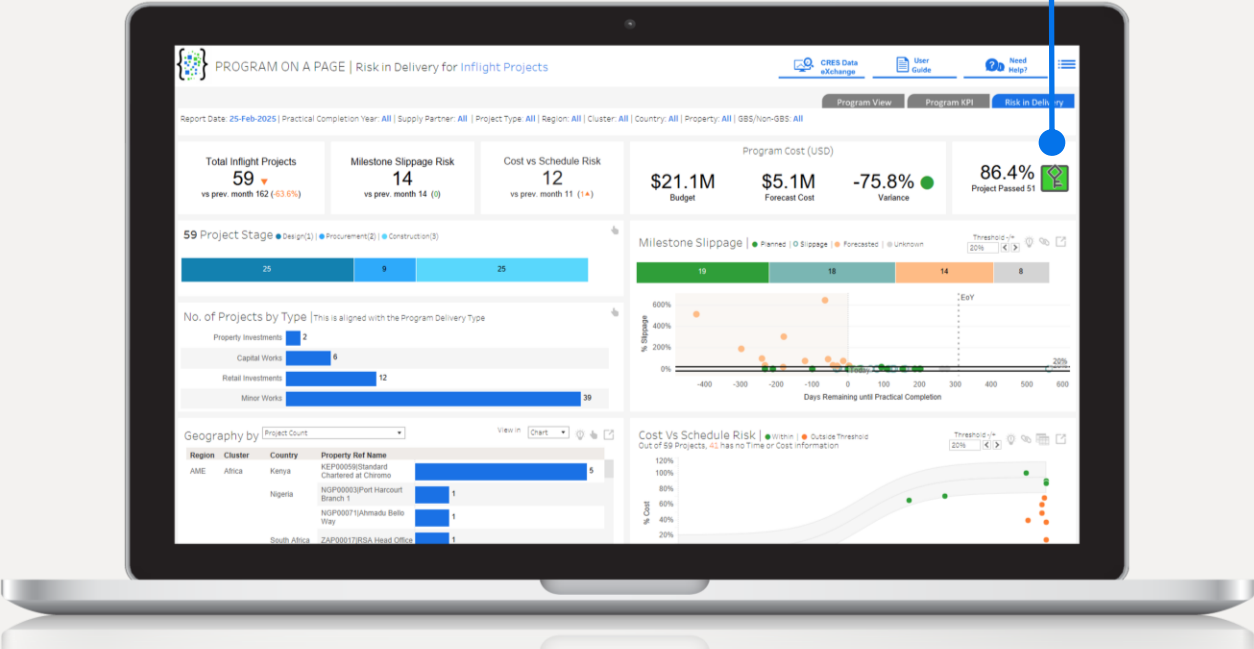 PROGRAM ON A PAGE | Risk in Delivery for Inflight Projects
CRES Data eXchange
User Guide
Need Help?
Program View
Program KPI
Risk in Delivery
Report Date: 25-Feb-2025 | Practical Completion Year: All | Supply Partner: All | Project Type: All | Region: All | Cluster: All | Country: All | Property: All | GBS/Non-GBS: All
Total Inflight Projects
59
vs prev. month 162 (-63.6%)
Milestone Slippage Risk
14
vs prev. month 14 (0)
Cost vs Schedule Risk
12
vs prev. month 11 (1▲)
Program Cost (USD)
$21.1M
Budget
$5.1M
Forecast Cost
-75.8%
Variance
86.4%
Project Passed 51
59 Project Stage Design(1) | Procurement(2) | Construction(3)
25 9 25
No. of Projects by Type | This is aligned with the Program Delivery Type
Property Investments 2
Capital Works 6
Retail Investments 12
Minor Works 39
Geography by Project Count
View in Chart
Region Cluster Country Property Ref Name
AME Africa Kenya KEP00059|Standard Chartered at Chiromo 5
Nigeria NGP00003|Port Harcourt Branch 1 1
NGP00071|Ahmadu Bello Way 1
South Africa ZAP00017|RSA Head Office 1
Milestone Slippage | Planned | Slippage | Forecasted | Unknown
Threshold -/+
20%
19 18 14 8
% Slippage
600%
400%
200%
0%
EoY
Today
20%
-400 -300 -200 -100 0 100 200 300 400 500 600
Days Remaining until Practical Completion
Cost Vs Schedule Risk | Within | Outside Threshold
Out of 59 Projects, 41 has no Time or Cost information
Threshold -/+
20%
% Cost
120%
100%
80%
60%
40%
20%